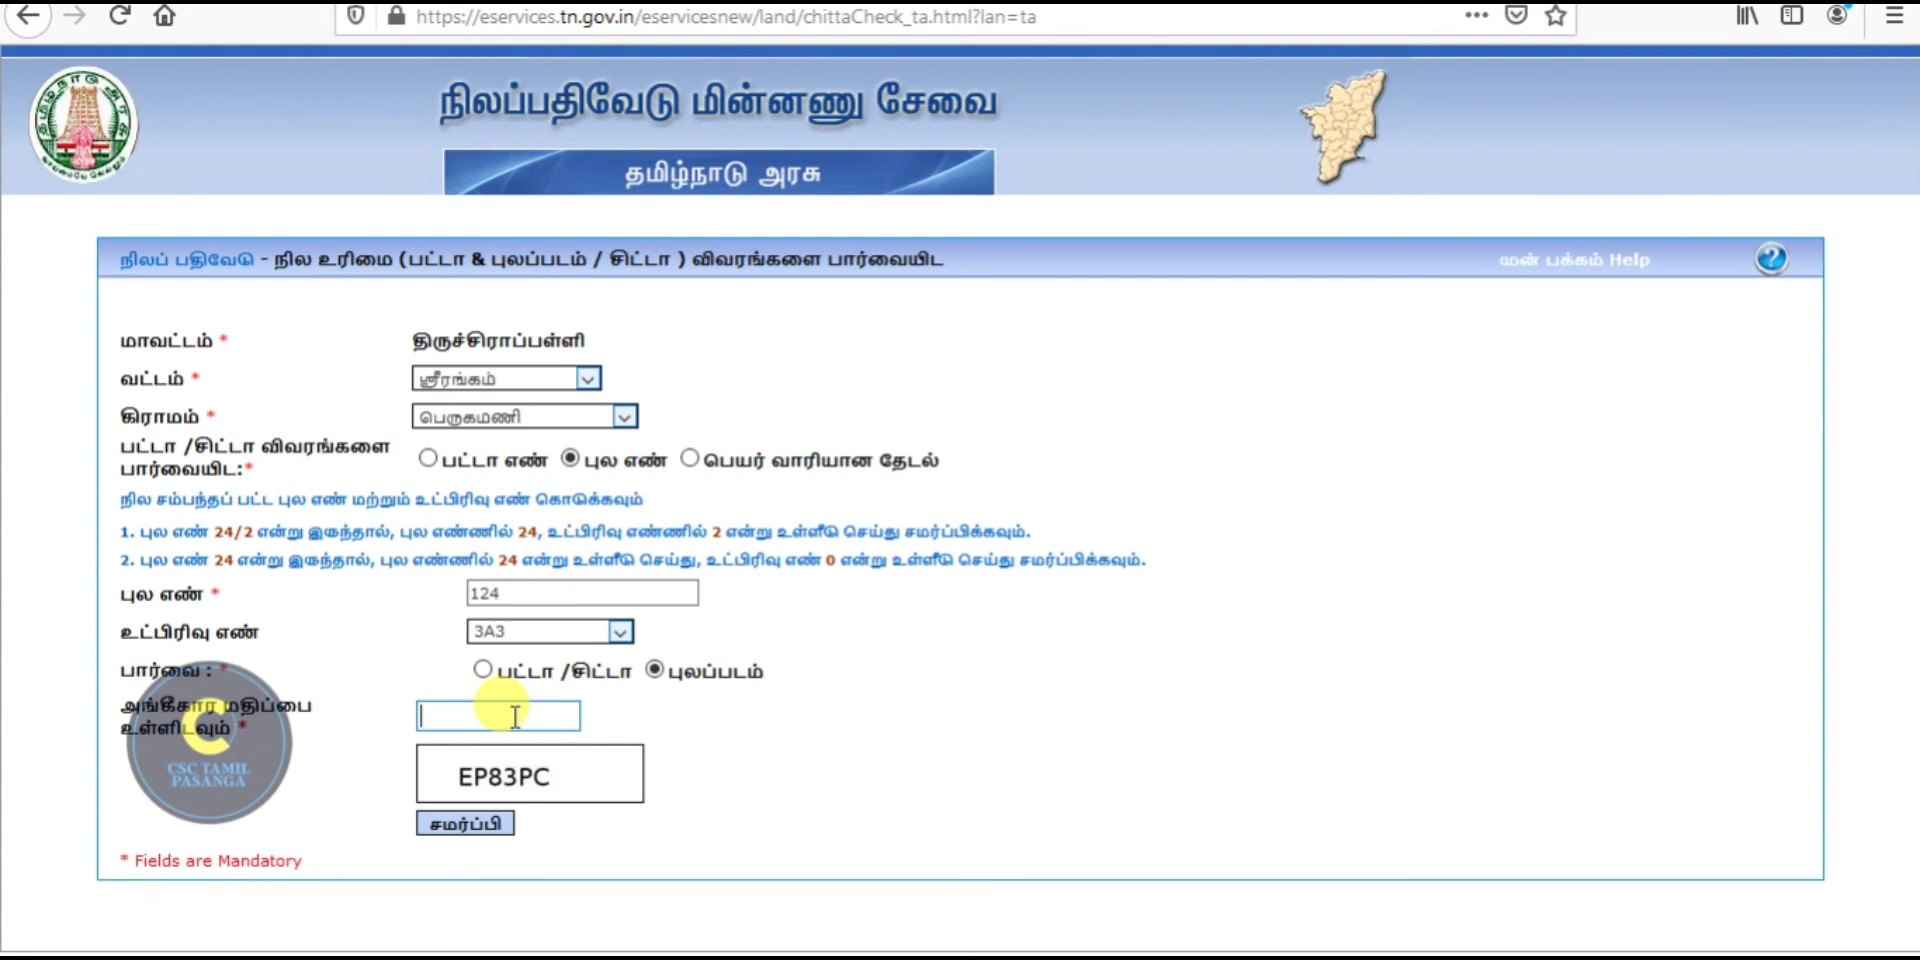 https://eservices.tn.gov.in/eservicesnew/land/chittaCheck_ta.html?lan=ta
நிலப்பதிவேடு மின்னணு சேவை
தமிழ்நாடு அரசு
நிலப் பதிவேடு - நில உரிமை (பட்டா & புலப்படம் / சிட்டா ) விவரங்களை பார்வையிட
மன் பக்கம் Help
மாவட்டம் * திருச்சிராப்பள்ளி
வட்டம் * ஸ்ரீரங்கம்
கிராமம் * பெருகமணி
பட்டா /சிட்டா விவரங்களை
பார்வையிட:* பட்டா எண் புல எண் பெயர் வாரியான தேடல்
நில சம்பந்தப் பட்ட புல எண் மற்றும் உட்பிரிவு எண் கொடுக்கவும்
1. புல எண் 24/2 என்று இருந்தால், புல எண்ணில் 24, உட்பிரிவு எண்ணில் 2 என்று உள்ளீடு செய்து சமர்ப்பிக்கவும்.
2. புல எண் 24 என்று இருந்தால், புல எண்ணில் 24 என்று உள்ளீடு செய்து, உட்பிரிவு எண் 0 என்று உள்ளீடு செய்து சமர்ப்பிக்கவும்.
புல எண் * 124
உட்பிரிவு எண் 3A3
பார்வை : * பட்டா /சிட்டா புலப்படம்
அங்கீகார மதிப்பை
உள்ளிடவும் *
CSC TAMIL
PASANGA
EP83PC
சமர்ப்பி
* Fields are Mandatory